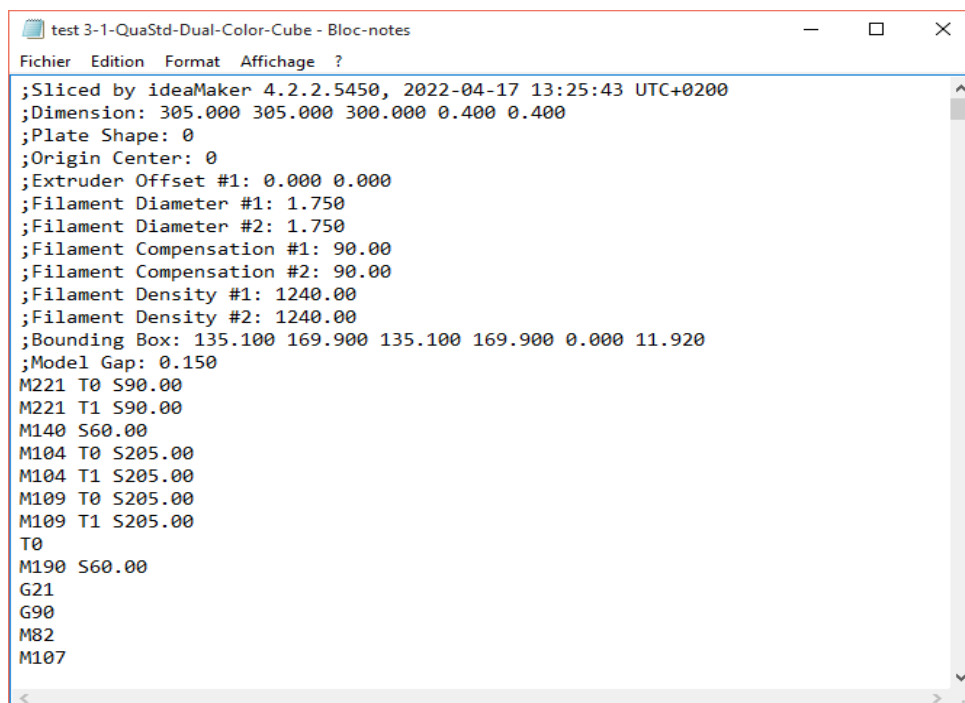 test 3-1-QuaStd-Dual-Color-Cube - Bloc-notes
Fichier Edition Format Affichage ?
;Sliced by ideaMaker 4.2.2.5450, 2022-04-17 13:25:43 UTC+0200
;Dimension: 305.000 305.000 300.000 0.400 0.400
;Plate Shape: 0
;Origin Center: 0
;Extruder Offset #1: 0.000 0.000
;Filament Diameter #1: 1.750
;Filament Diameter #2: 1.750
;Filament Compensation #1: 90.00
;Filament Compensation #2: 90.00
;Filament Density #1: 1240.00
;Filament Density #2: 1240.00
;Bounding Box: 135.100 169.900 135.100 169.900 0.000 11.920
;Model Gap: 0.150
M221 T0 S90.00
M221 T1 S90.00
M140 S60.00
M104 T0 S205.00
M104 T1 S205.00
M109 T0 S205.00
M109 T1 S205.00
T0
M190 S60.00
G21
G90
M82
M107